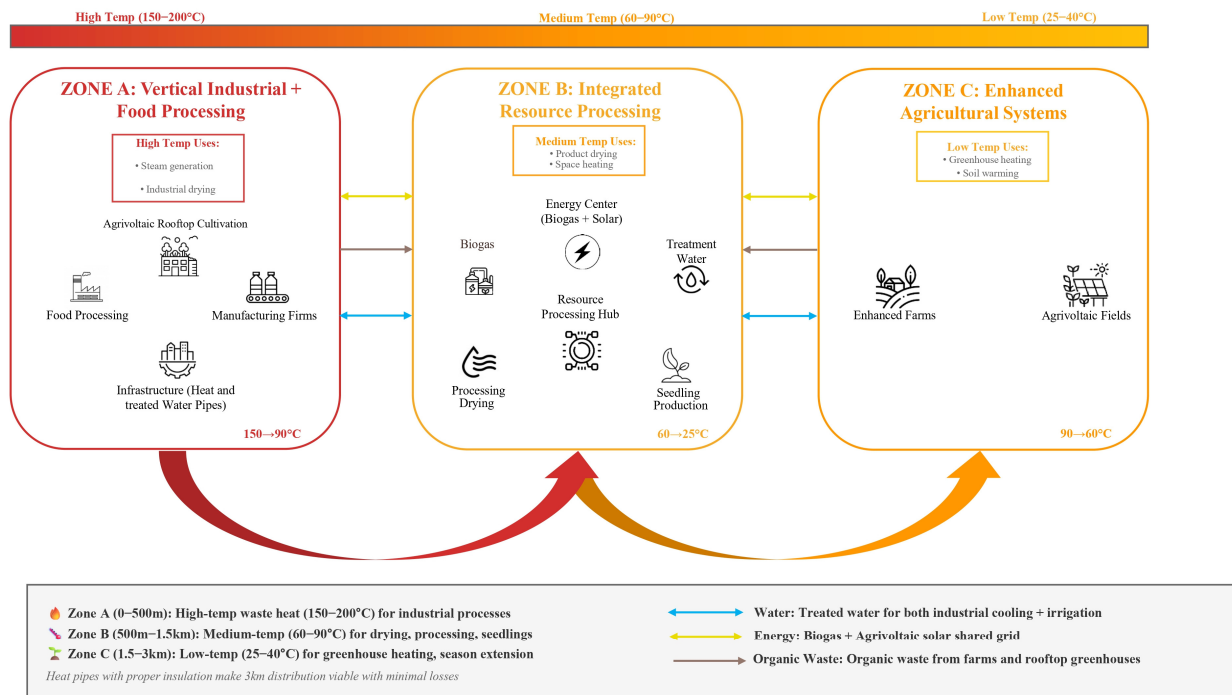 High Temp (150−200°C)
Medium Temp (60−90°C)
Low Temp (25−40°C)
ZONE A: Vertical Industrial +
Food Processing
High Temp Uses:
• Steam generation
• Industrial drying
Agrivoltaic Rooftop Cultivation
Food Processing
Manufacturing Firms
Infrastructure (Heat and
treated Water Pipes)
150→90°C
ZONE B: Integrated
Resource Processing
Medium Temp Uses:
• Product drying
• Space heating
Energy Center
(Biogas + Solar)
Biogas
Treatment
Water
Resource
Processing Hub
Processing
Drying
Seedling
Production
60→25°C
ZONE C: Enhanced
Agricultural Systems
Low Temp Uses:
• Greenhouse heating
• Soil warming
Enhanced Farms
Agrivoltaic Fields
90→60°C
Zone A (0−500m): High-temp waste heat (150−200°C) for industrial processes
Zone B (500m−1.5km): Medium-temp (60−90°C) for drying, processing, seedlings
Zone C (1.5−3km): Low-temp (25−40°C) for greenhouse heating, season extension
Heat pipes with proper insulation make 3km distribution viable with minimal losses
Water: Treated water for both industrial cooling + irrigation
Energy: Biogas + Agrivoltaic solar shared grid
Organic Waste: Organic waste from farms and rooftop greenhouses